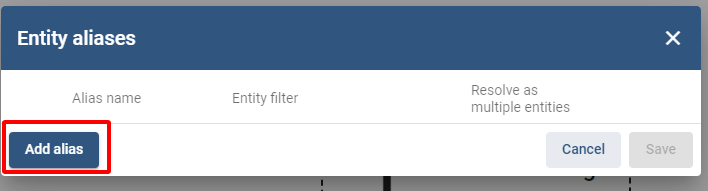 Entity aliases
Alias name
Entity filter
Resolve as
multiple entities
Add alias
Cancel
Save